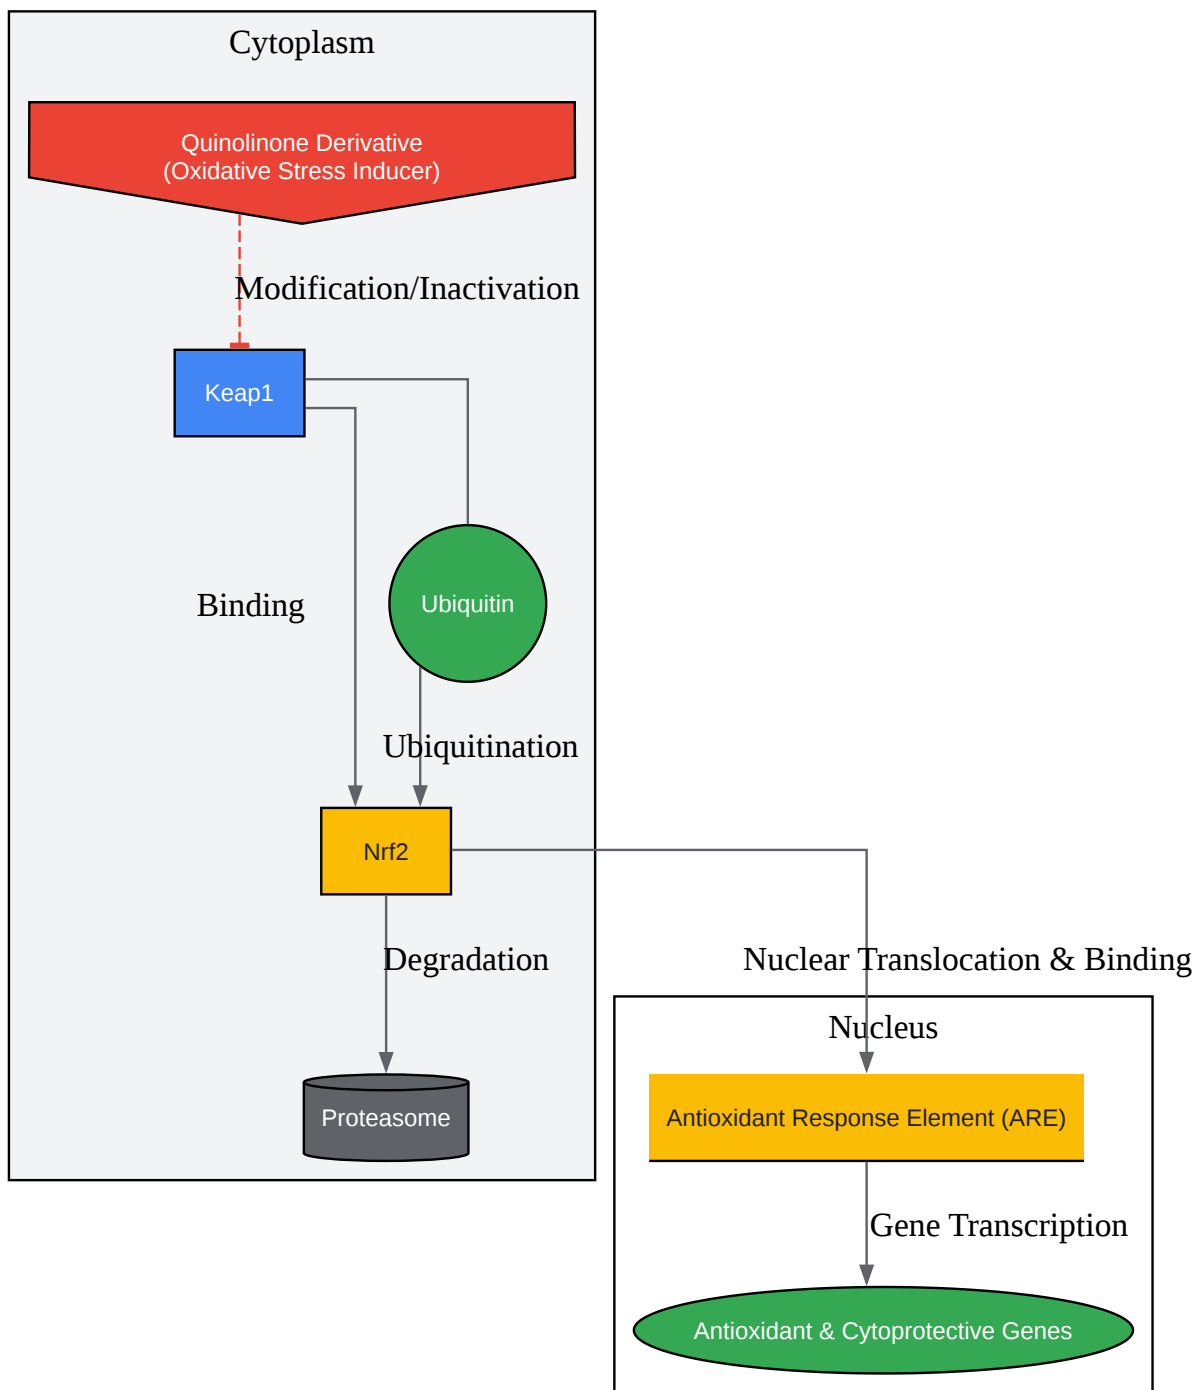 Cytoplasm
Quinolinone Derivative
(Oxidative Stress Inducer)
Modification/Inactivation
Keap1
Ubiquitin
Binding
Ubiquitination
Nrf2
Degradation
Nuclear Translocation & Binding
Nucleus
Proteasome
Antioxidant Response Element (ARE)
Gene Transcription
Antioxidant & Cytoprotective Genes